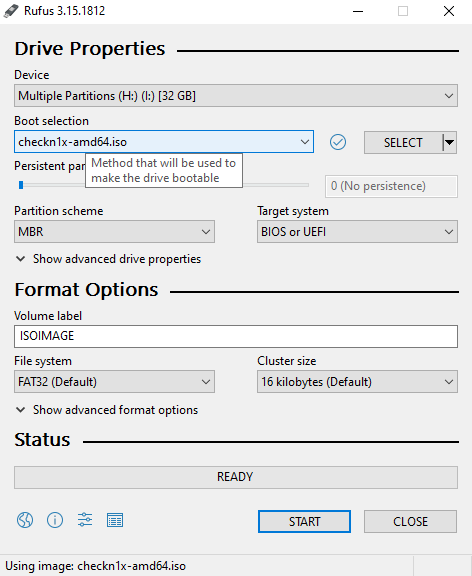 Rufus 3.15.1812
Drive Properties
Device
Multiple Partitions (H:) (I:) [32 GB]
Boot selection
checkn1x-amd64.iso
SELECT
Method that will be used to
make the drive bootable
Persistent par
0 (No persistence)
Partition scheme
Target system
MBR
BIOS or UEFI
Show advanced drive properties
Format Options
Volume label
ISOIMAGE
File system
Cluster size
FAT32 (Default)
16 kilobytes (Default)
Show advanced format options
Status
READY
START
CLOSE
Using image: checkn1x-amd64.iso